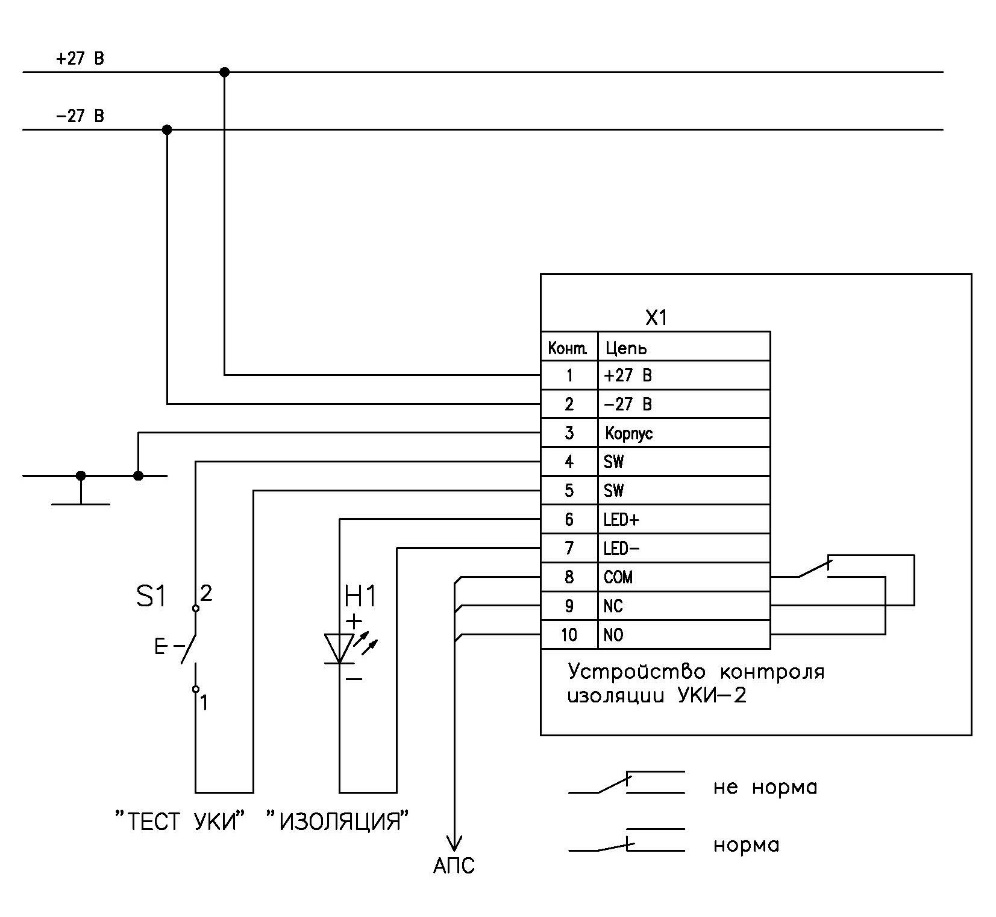 +27 В
-27 В
X1
Конт. Цепь
1 +27 В
2 -27 В
3 Корпус
4 SW
5 SW
6 LED+
7 LED-
8 COM
9 NC
10 NO
S1 2
E
1
H1
+
-
Устройство контроля
изоляции УКИ-2
"ТЕСТ УКИ" "ИЗОЛЯЦИЯ"
АПС
не норма
норма